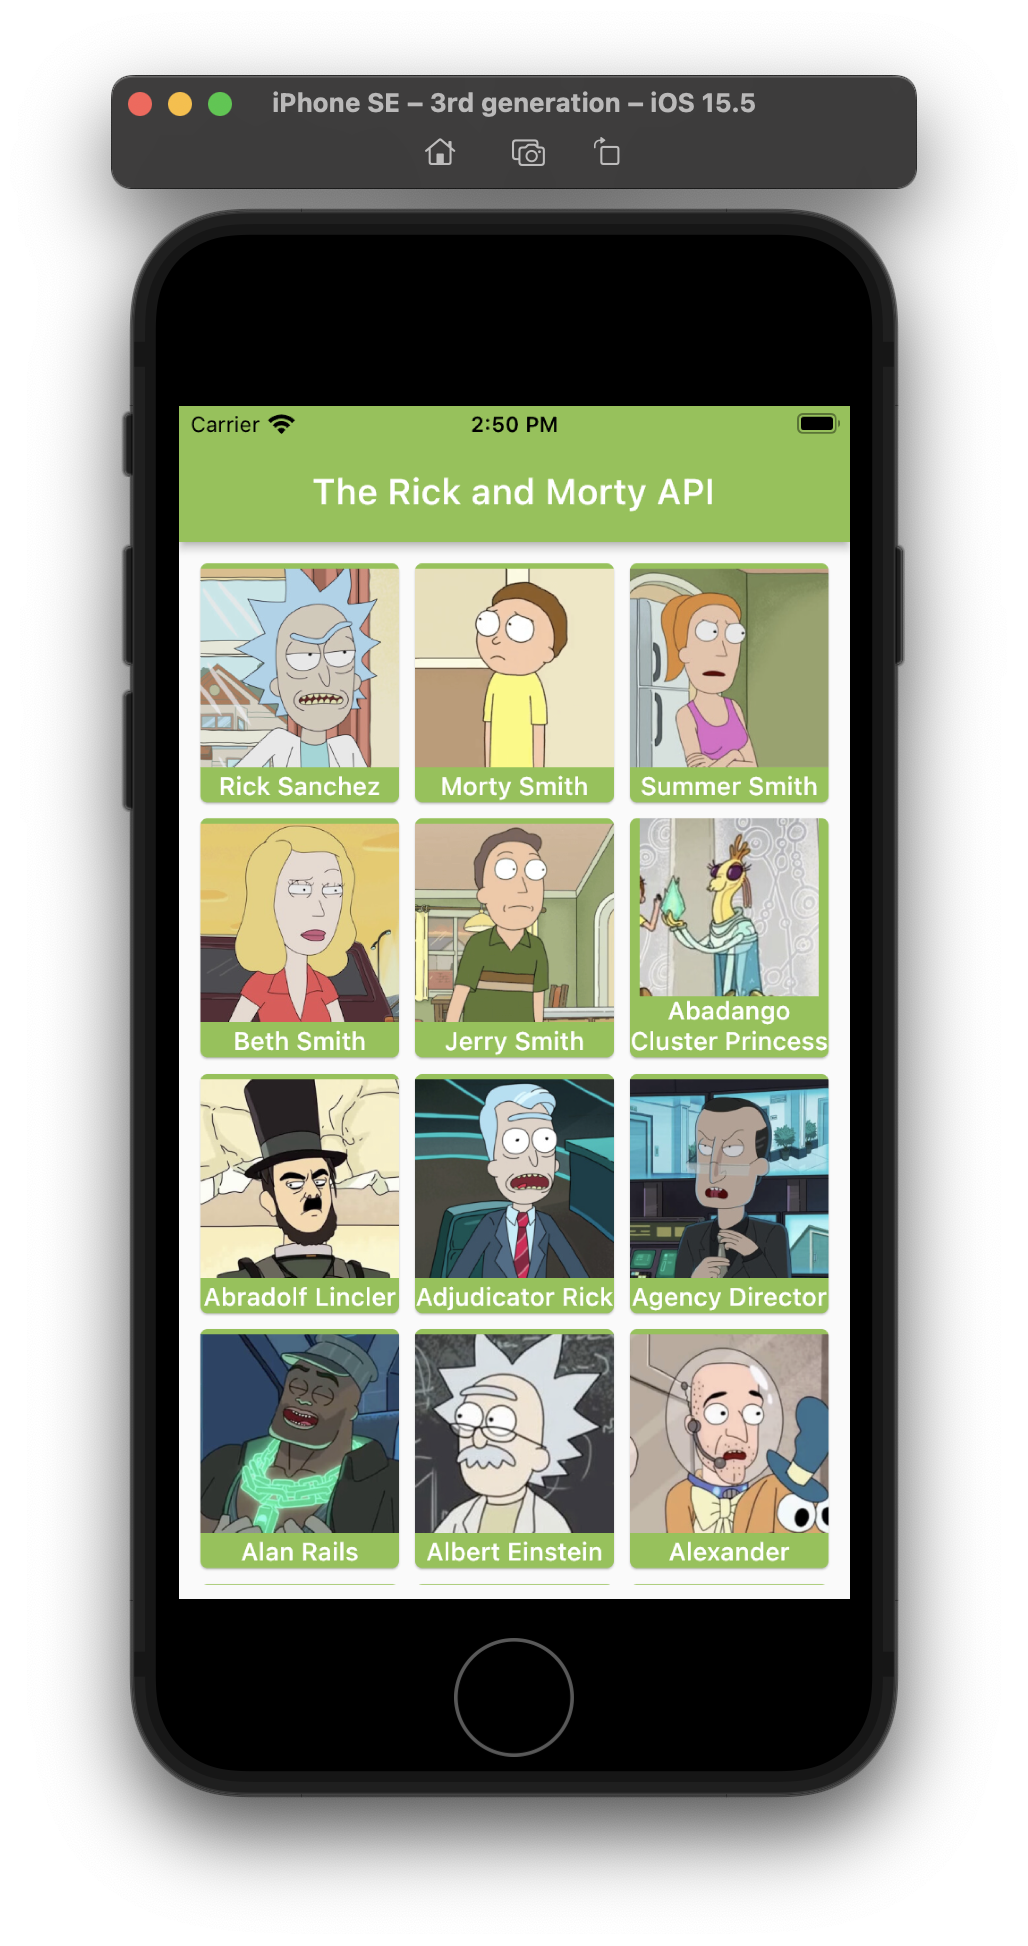 iPhone SE – 3rd generation – iOS 15.5
Carrier 2:50 PM
The Rick and Morty API
Rick Sanchez Morty Smith Summer Smith
Beth Smith Jerry Smith Abadango
Cluster Princess
Abradolf Lincler Adjudicator Rick Agency Director
Alan Rails Albert Einstein Alexander